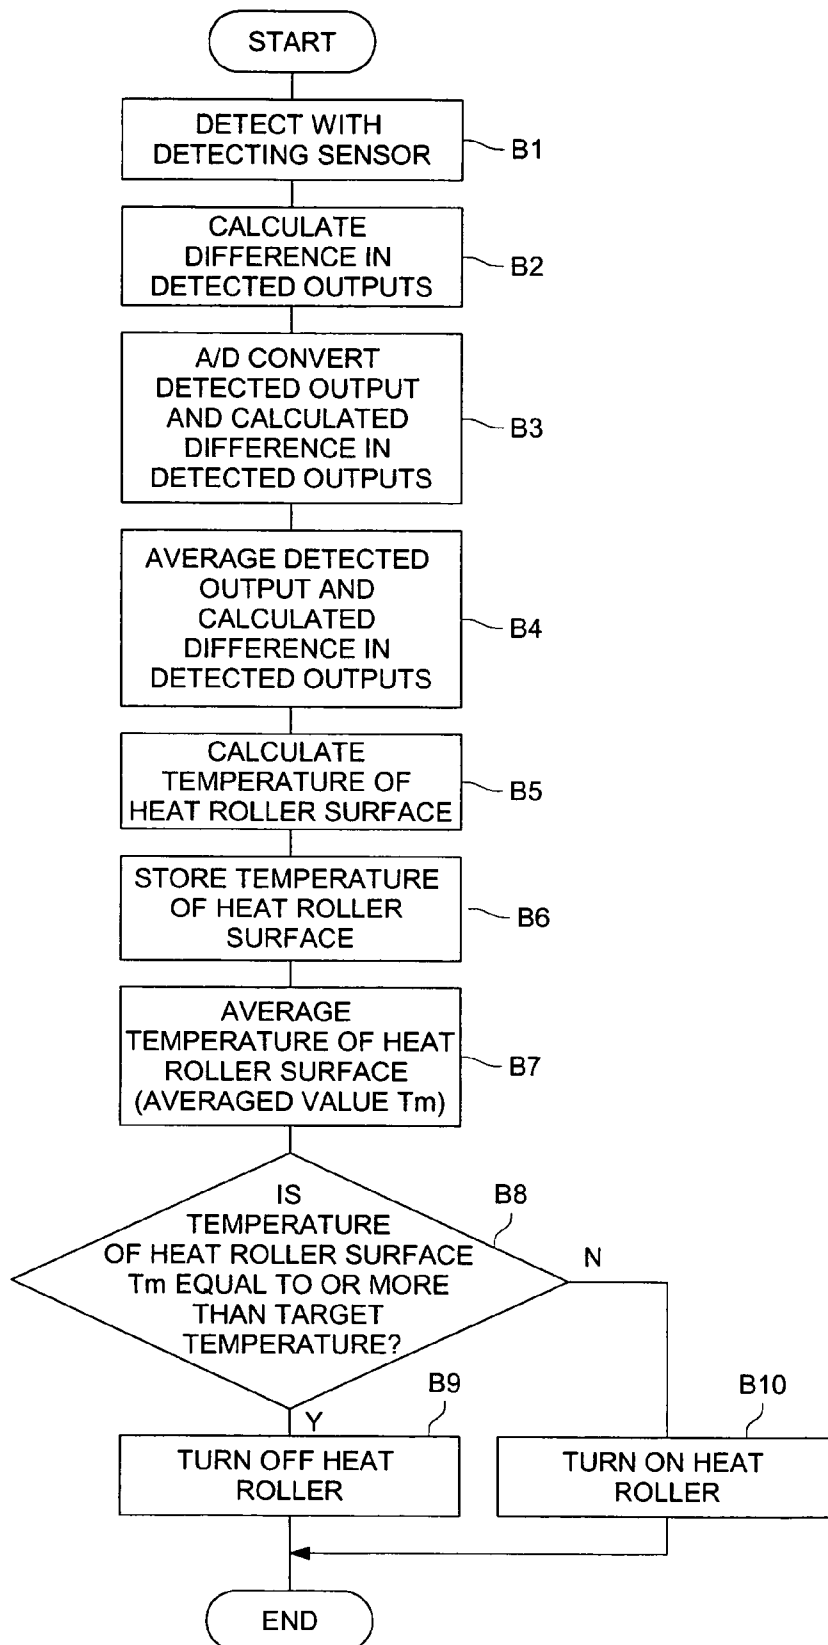 START
DETECT WITH
DETECTING SENSOR
B1
CALCULATE
DIFFERENCE IN
DETECTED OUTPUTS
B2
A/D CONVERT
DETECTED OUTPUT
AND CALCULATED
DIFFERENCE IN
DETECTED OUTPUTS
B3
AVERAGE DETECTED
OUTPUT AND
CALCULATED
DIFFERENCE IN
DETECTED OUTPUTS
B4
CALCULATE
TEMPERATURE OF
HEAT ROLLER SURFACE
B5
STORE TEMPERATURE
OF HEAT ROLLER
SURFACE
B6
AVERAGE
TEMPERATURE OF HEAT
ROLLER SURFACE
(AVERAGED VALUE Tm)
B7
IS
TEMPERATURE
OF HEAT ROLLER SURFACE
Tm EQUAL TO OR MORE
THAN TARGET
TEMPERATURE?
B8
N
Y
B9
TURN OFF HEAT
ROLLER
B10
TURN ON HEAT
ROLLER
END